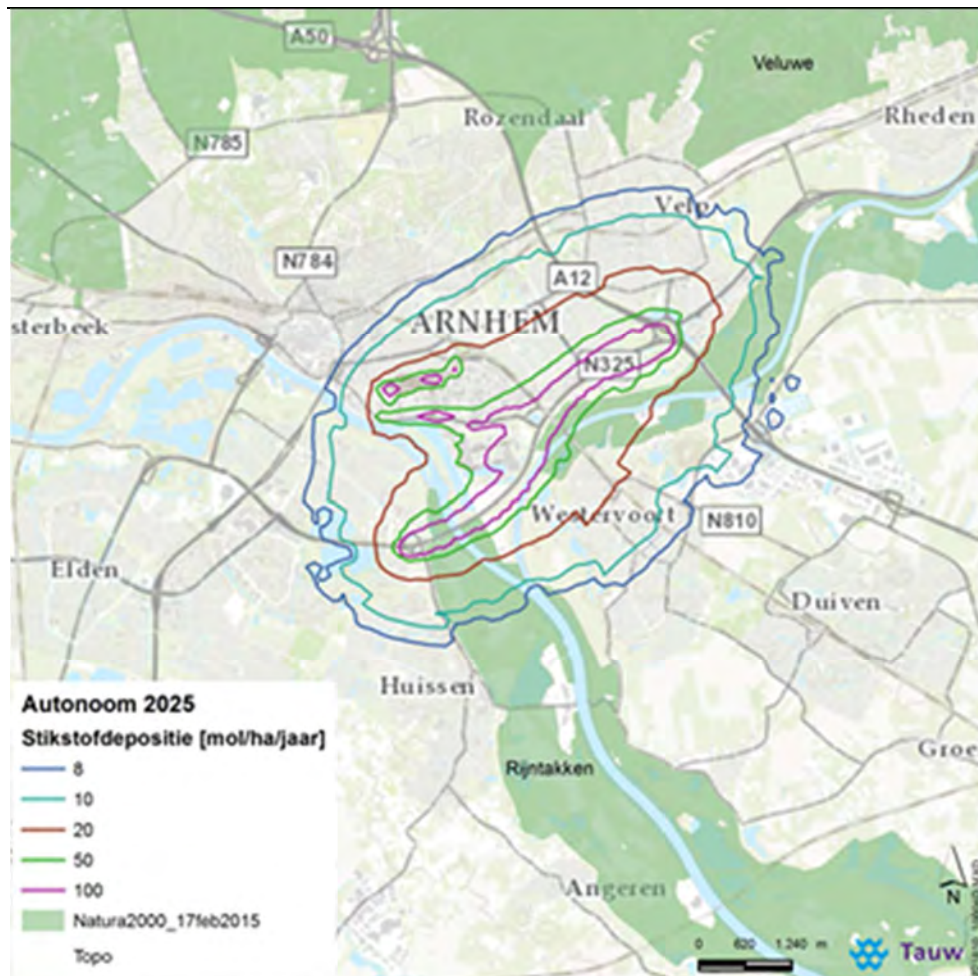 A50
Veluwe
Rozendaal
Rheden
N785
Velp
N784
A12
sterbeek
ARNHEM
N325
Westervoort
N810
Elden
Duiven
Huissen
Autonoom 2025
Stikstofdepositie [mol/ha/jaar]
8
10
20
50
100
Natura2000_17feb2015
Topo
Groe
Rijntakken
Angeren
N
0 620 1.240 m
Tauw